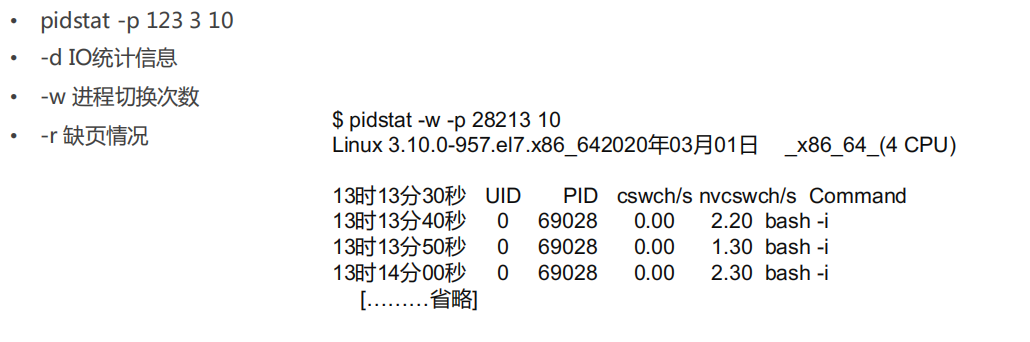 • pidstat -p 123 3 10
• -d IO统计信息
• -w 进程切换次数
• -r 缺页情况
$ pidstat -w -p 28213 10
Linux 3.10.0-957.el7.x86_642020年03月01日 _x86_64_(4 CPU)
13时13分30秒 UID PID cswch/s nvcswch/s Command
13时13分40秒 0 69028 0.00 2.20 bash -i
13时13分50秒 0 69028 0.00 1.30 bash -i
13时14分00秒 0 69028 0.00 2.30 bash -i
[………省略]